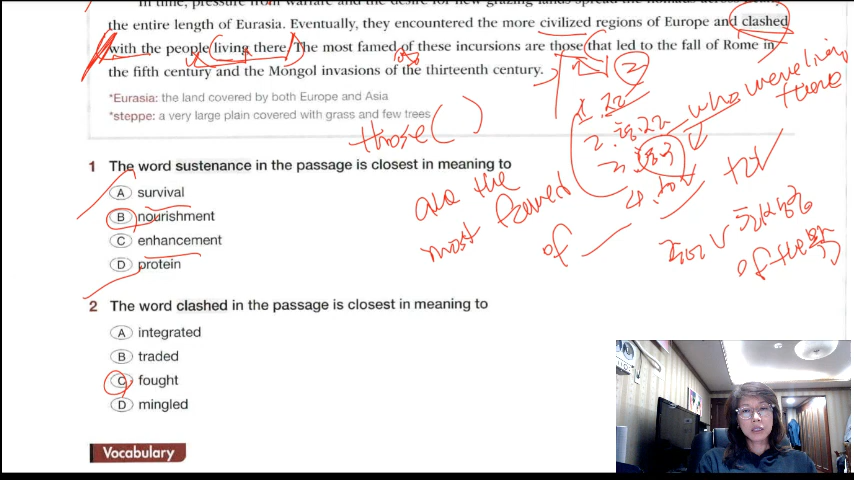 In time, pressure from warfare and the desire for new grazing lands spread the nomads across
the entire length of Eurasia. Eventually, they encountered the more civilized regions of Europe and clashed
with the people living there. The most famed of these incursions are those that led to the fall of Rome in
the fifth century and the Mongol invasions of the thirteenth century.
*Eurasia: the land covered by both Europe and Asia
*steppe: a very large plain covered with grass and few trees
who were living
there
those ( )
1 The word sustenance in the passage is closest in meaning to
A survival
B nourishment
C enhancement
D protein
are the
most famed
of
of the
2 The word clashed in the passage is closest in meaning to
A integrated
B traded
C fought
D mingled
Vocabulary